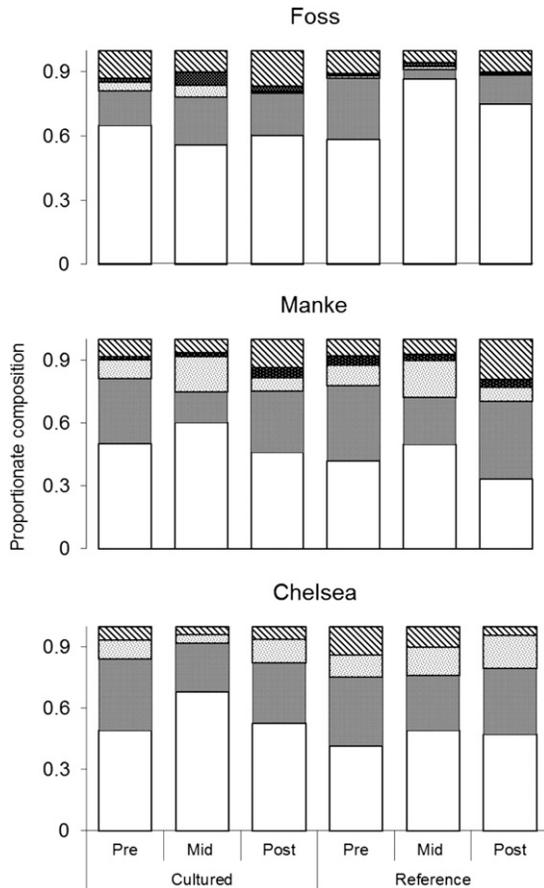 Foss
0.9
0.6
0.3
0
Manke
Proportionate composition
0.9
0.6
0.3
0
Chelsea
0.9
0.6
0.3
0
Pre Mid Post Pre Mid Post
Cultured Reference